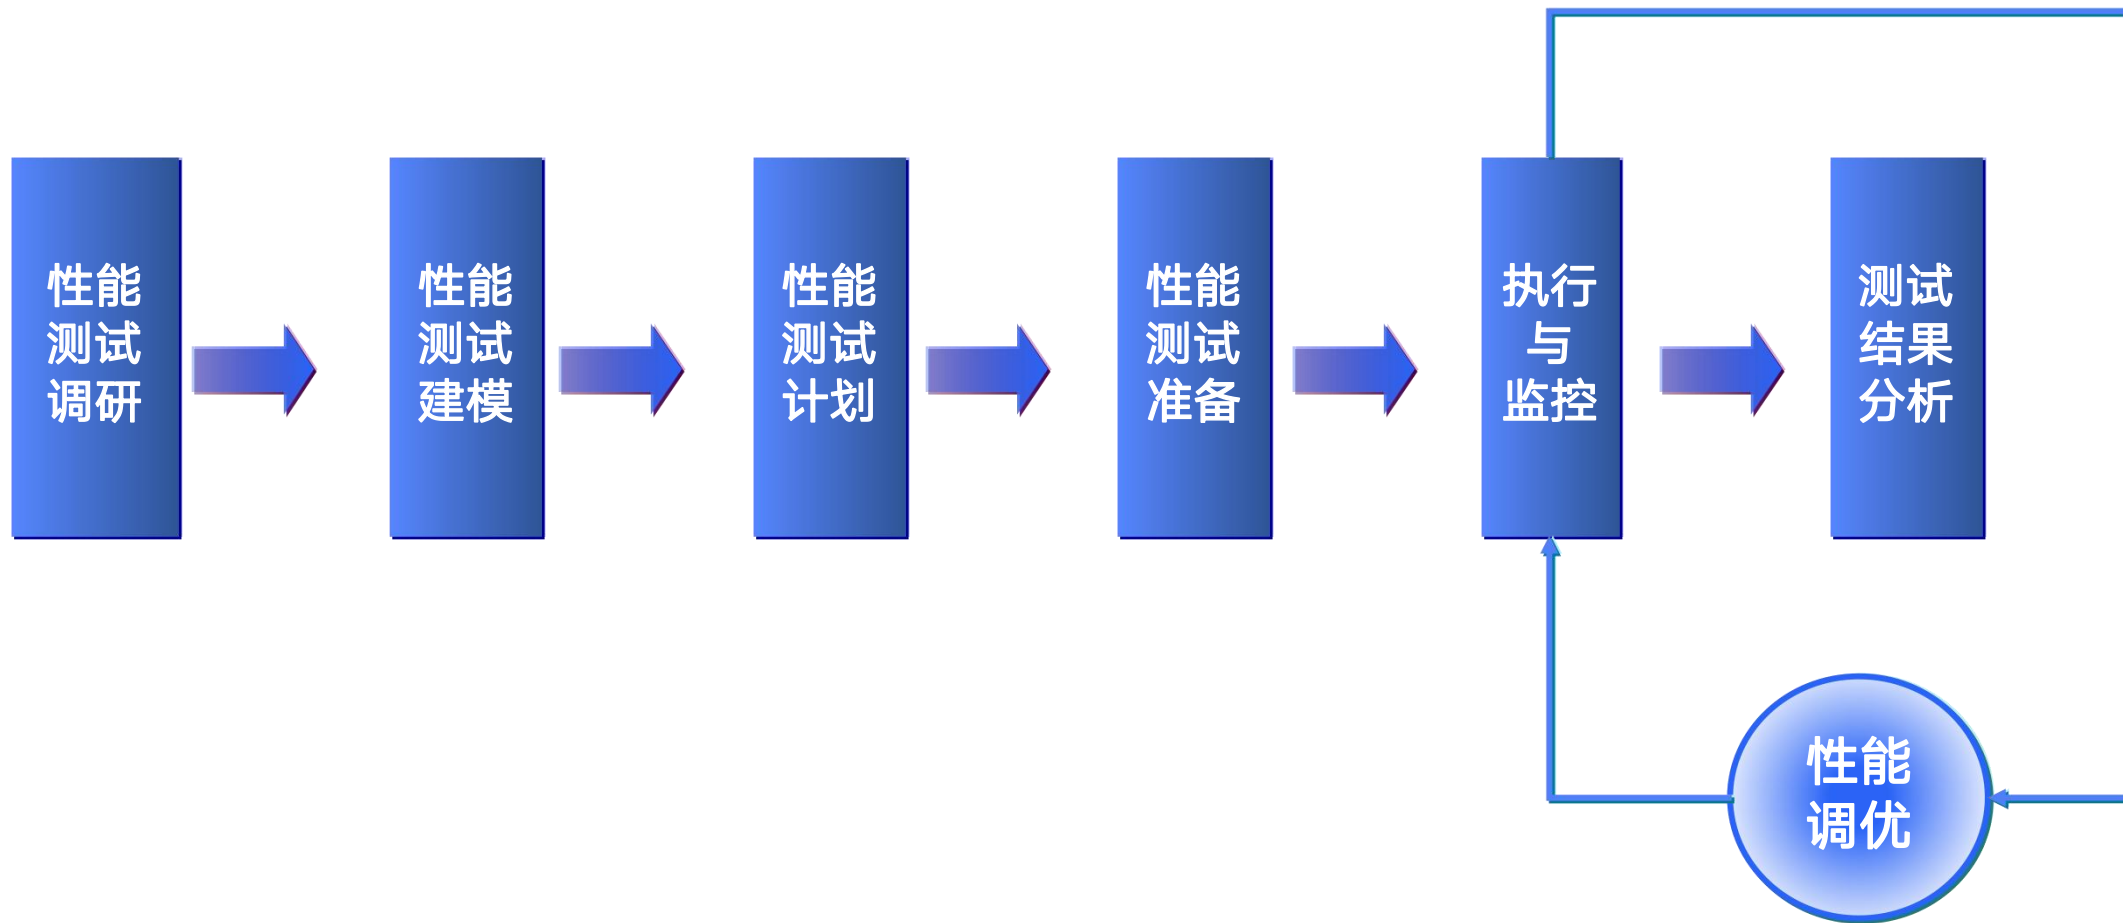 性能
测试
调研
性能
测试
建模
性能
测试
计划
性能
测试
准备
执行
与
监控
测试
结果
分析
性能
调优